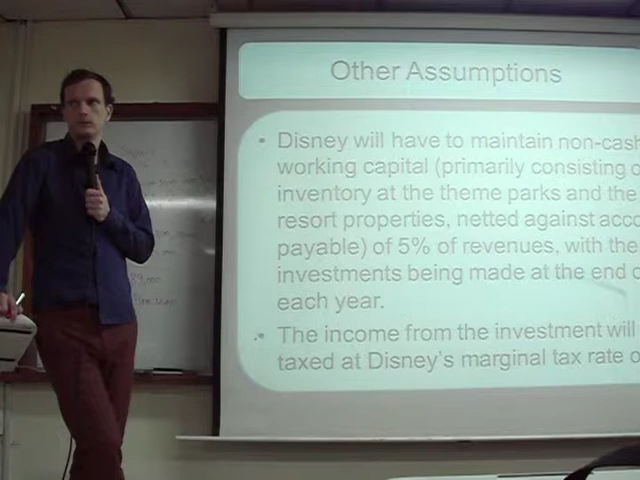 Other Assumptions
• Disney will have to maintain non-cash
working capital (primarily consisting o
inventory at the theme parks and the
resort properties, netted against acco
payable) of 5% of revenues, with the
investments being made at the end o
each year.
• The income from the investment will
taxed at Disney's marginal tax rate o